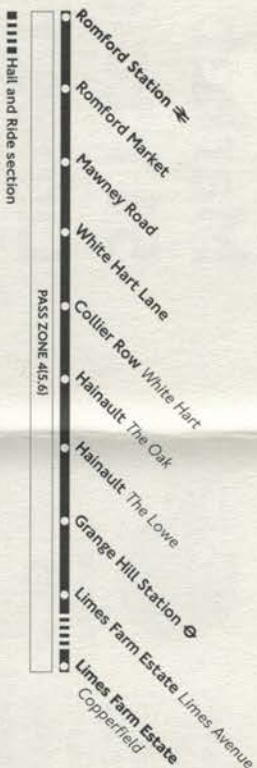 Romford Station
Romford Market
Mawney Road
White Hart Lane
Collier Row White Hart
Hainault The Oak
Hainault The Lowe
Grange Hill Station
Limes Farm Estate Limes Avenue
Limes Farm Estate
Copperfield
PASS ZONE 4(5,6)
Hail and Ride section